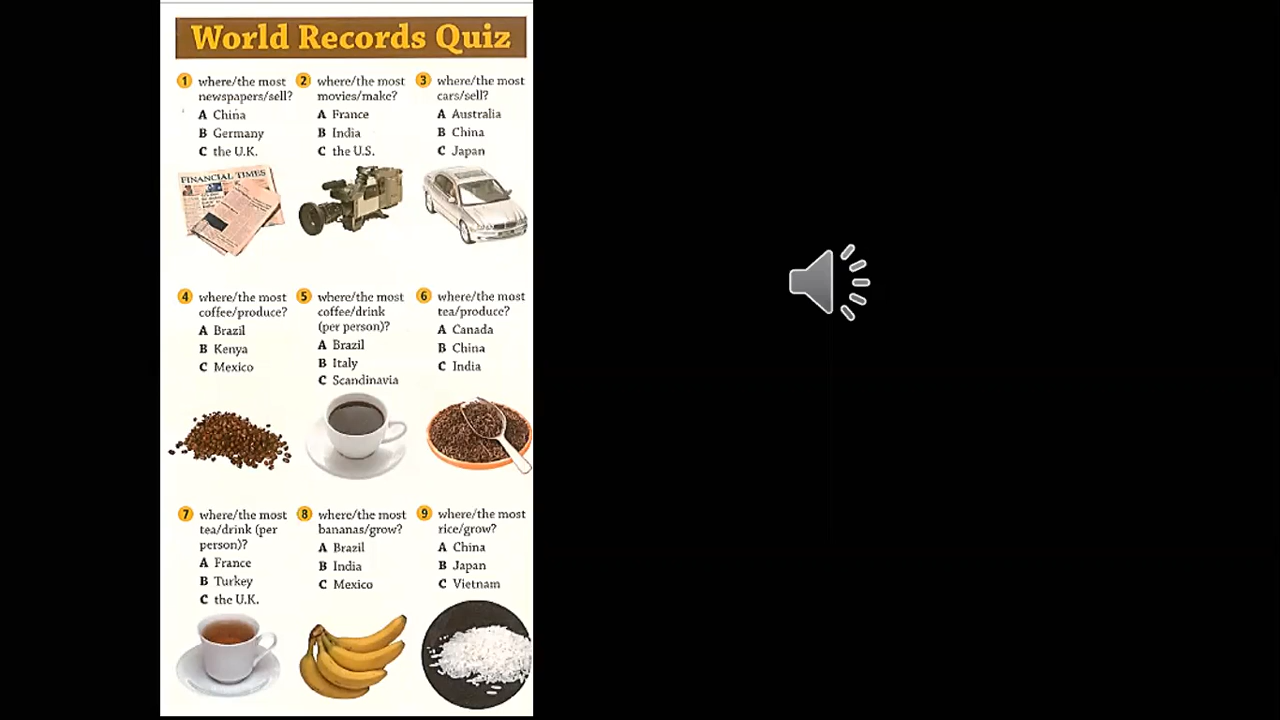 World Records Quiz
1 where/the most
newspapers/sell?
A China
B Germany
C the U.K.
2 where/the most
movies/make?
A France
B India
C the U.S.
3 where/the most
cars/sell?
A Australia
B China
C Japan
FINANCIAL TIMES
4 where/the most
coffee/produce?
A Brazil
B Kenya
C Mexico
5 where/the most
coffee/drink
(per person)?
A Brazil
B Italy
C Scandinavia
6 where/the most
tea/produce?
A Canada
B China
C India
7 where/the most
tea/drink (per
person)?
A France
B Turkey
C the U.K.
8 where/the most
bananas/grow?
A Brazil
B India
C Mexico
9 where/the most
rice/grow?
A China
B Japan
C Vietnam